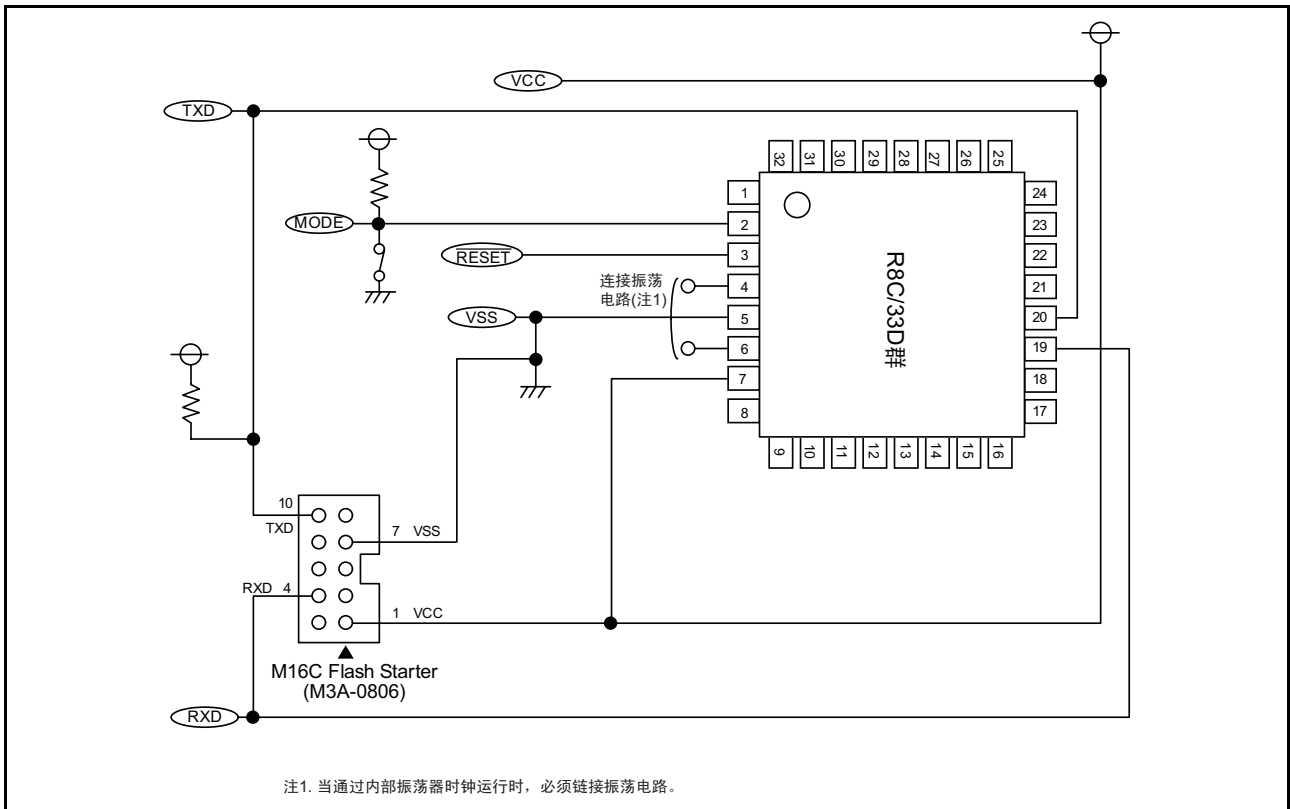 VCC
TXD
32 31 30 29 28 27 26 25
MODE
RESET
VSS
连接振荡
电路(注1)
1
2
3
4
5
6
7
8
R8C/33D群
24
23
22
21
20
19
18
17
9 10 11 12 13 14 15 16
10
TXD
7 VSS
RXD 4
1 VCC
M16C Flash Starter
(M3A-0806)
RXD
注1. 当通过内部振荡器时钟运行时，必须链接振荡电路。